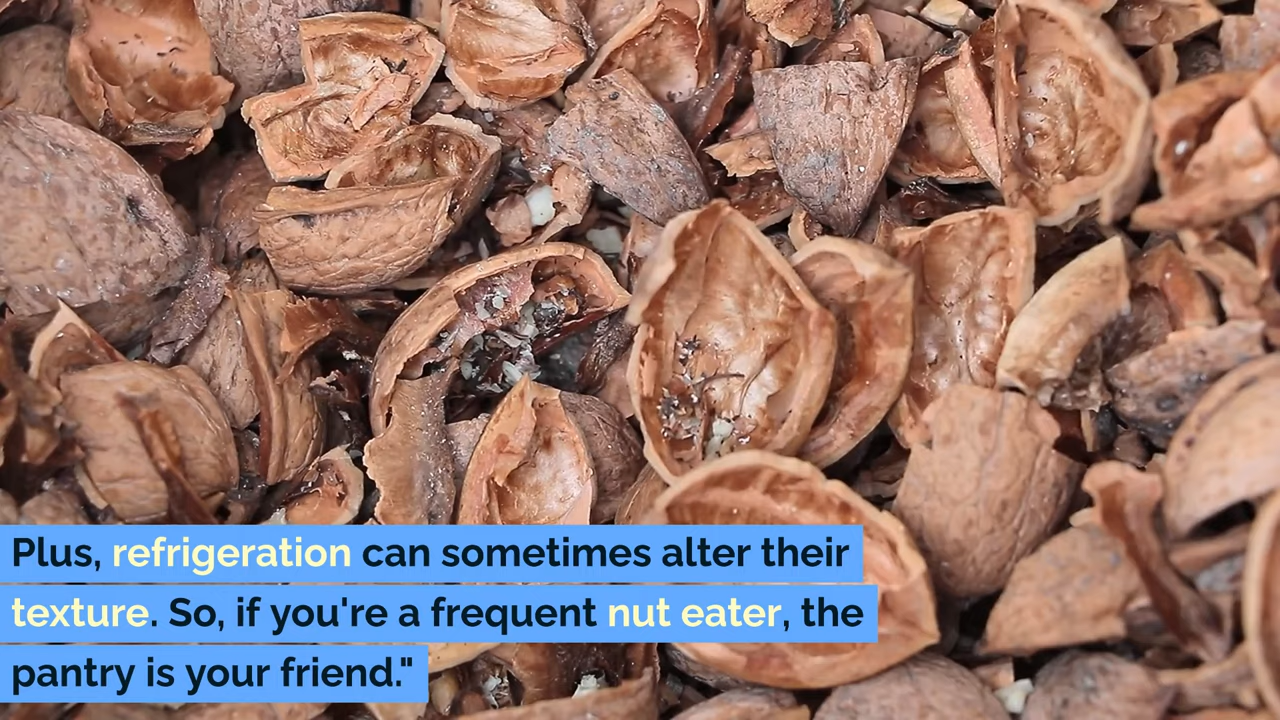 Plus, refrigeration can sometimes alter their
texture. So, if you're a frequent nut eater, the
pantry is your friend."